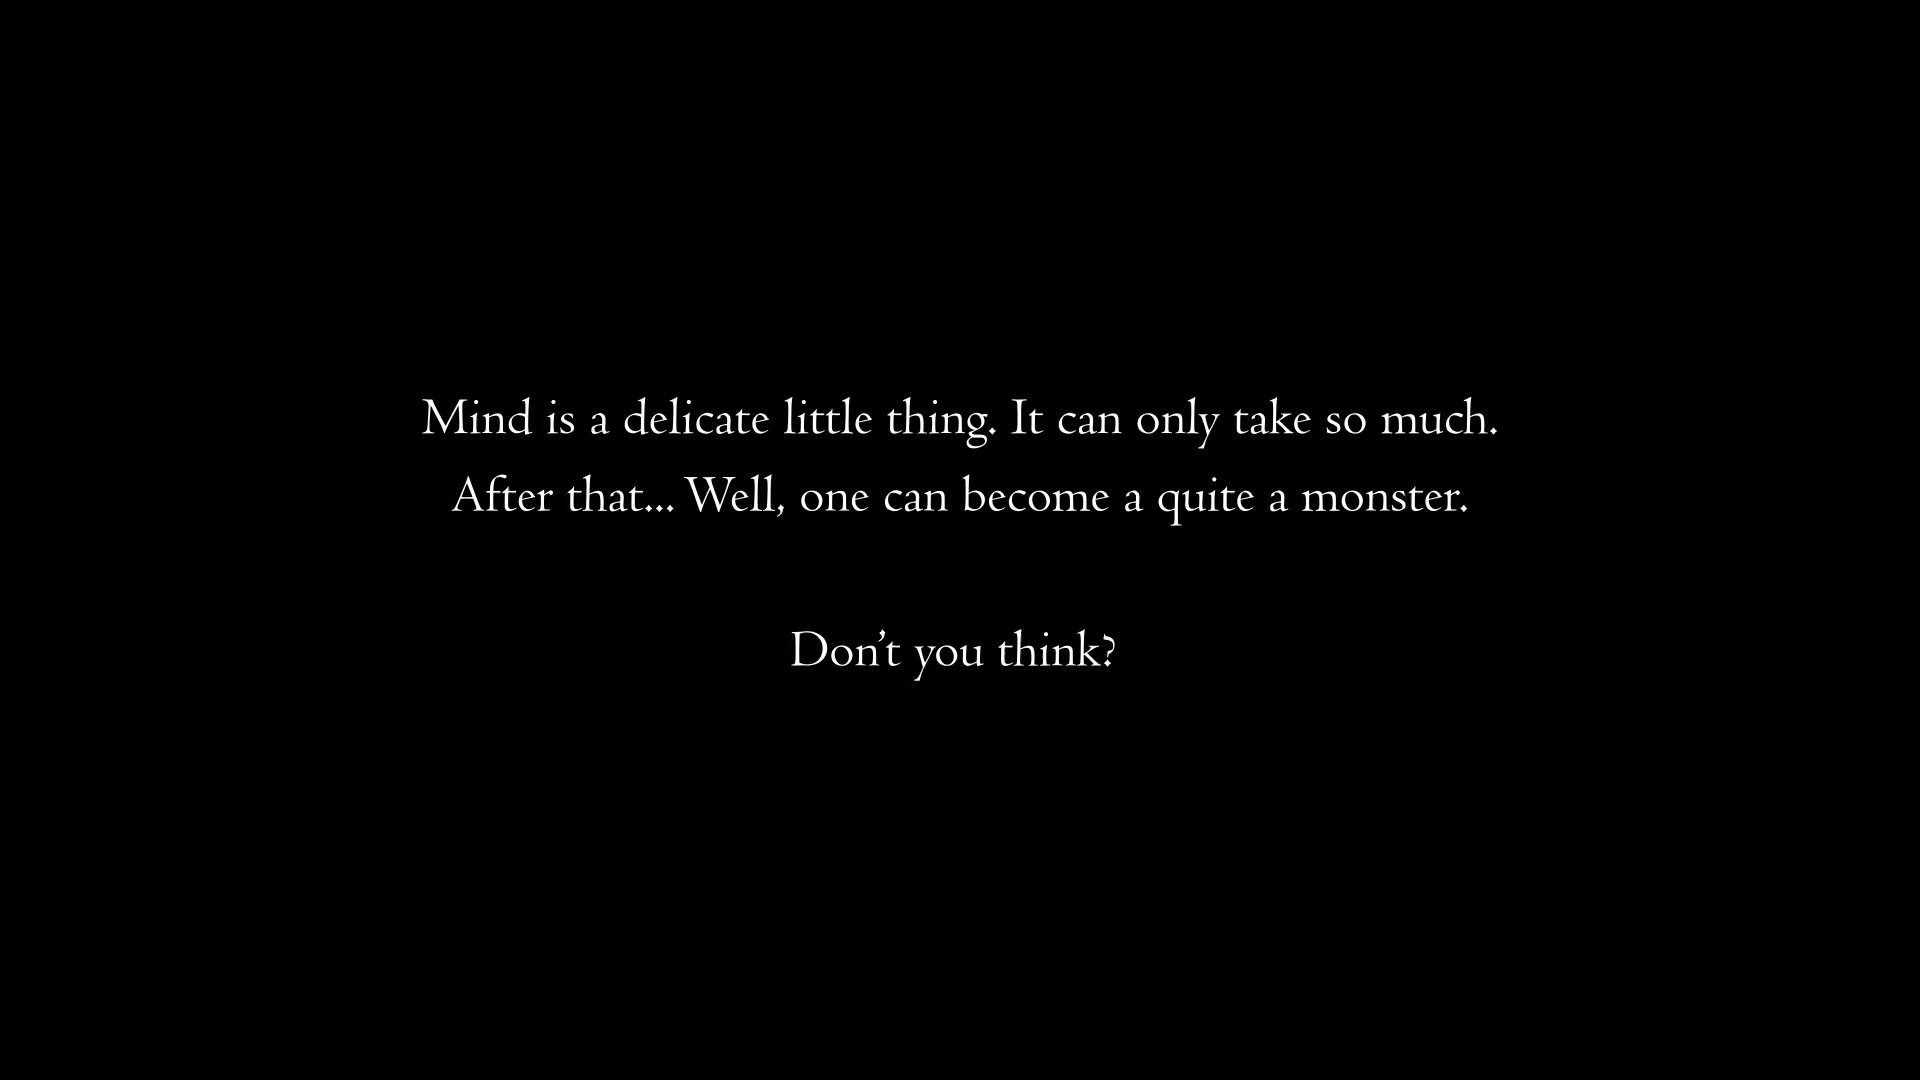 Mind is a delicate little thing. It can only take so much.
After that... Well, one can become a quite a monster.
Don’t you think?